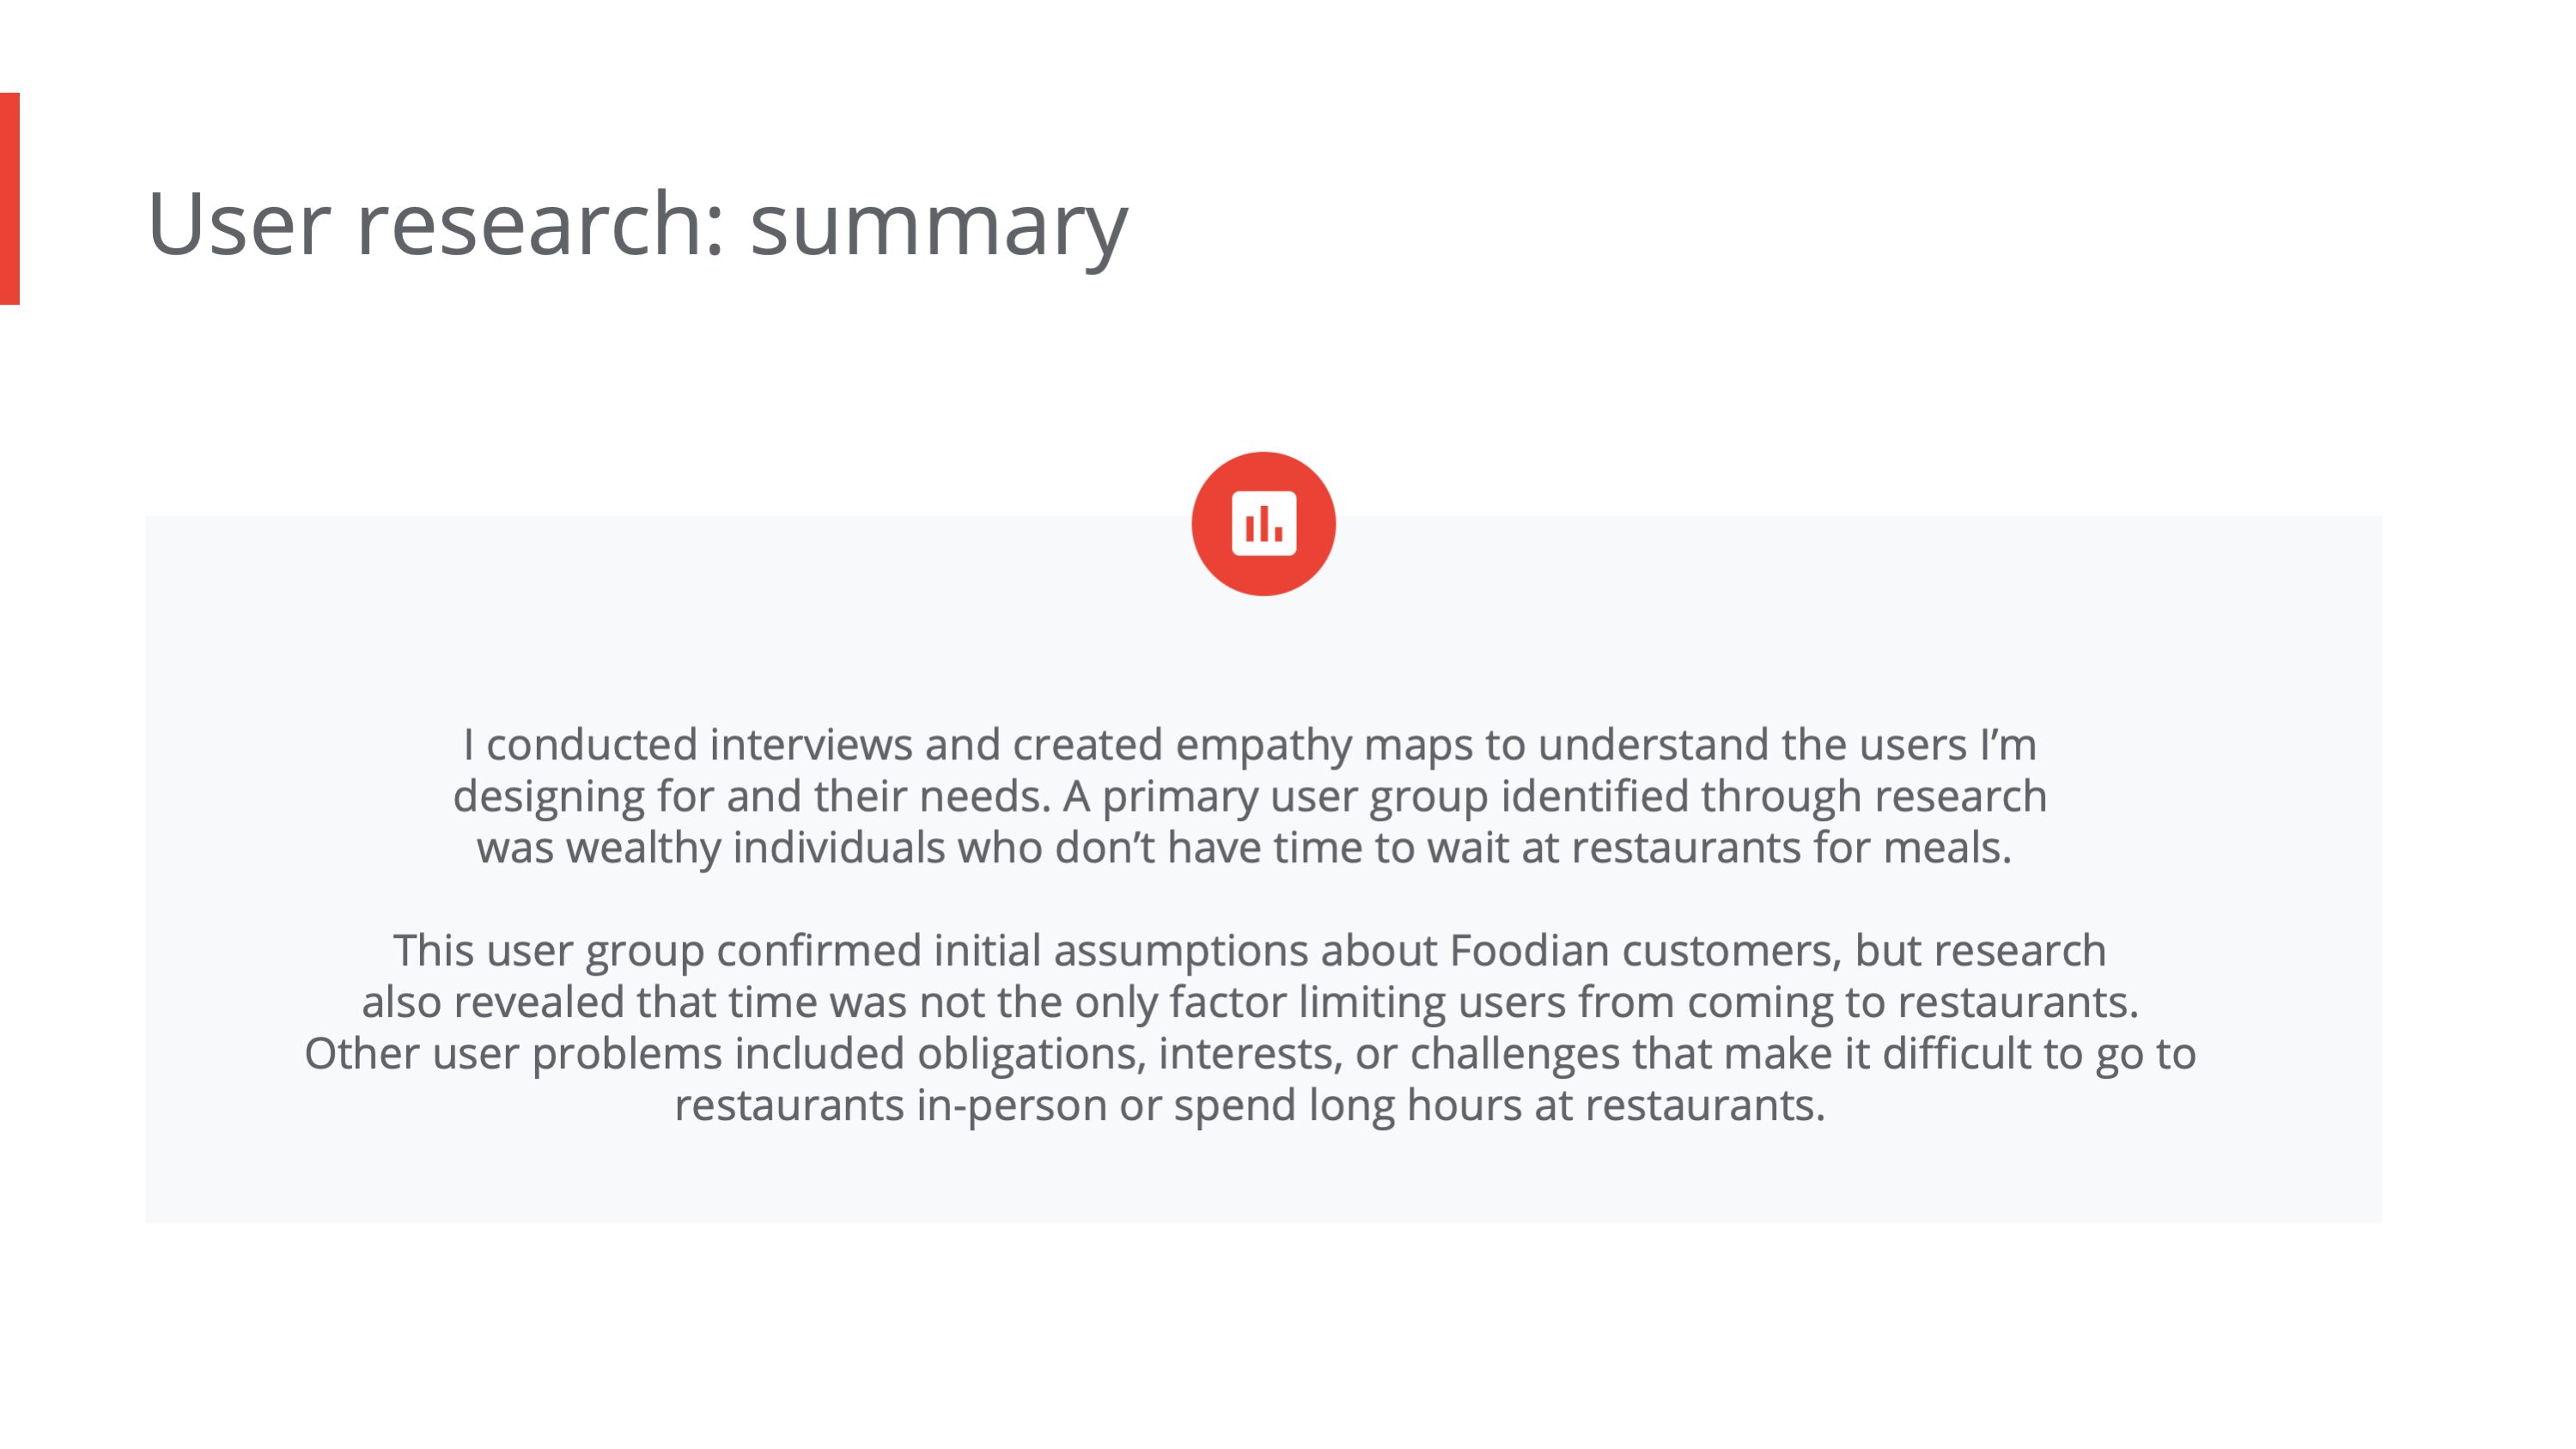 User research: summary
I conducted interviews and created empathy maps to understand the users I’m
designing for and their needs. A primary user group identified through research
was wealthy individuals who don’t have time to wait at restaurants for meals.
This user group confirmed initial assumptions about Foodian customers, but research
also revealed that time was not the only factor limiting users from coming to restaurants.
Other user problems included obligations, interests, or challenges that make it difficult to go to
restaurants in-person or spend long hours at restaurants.